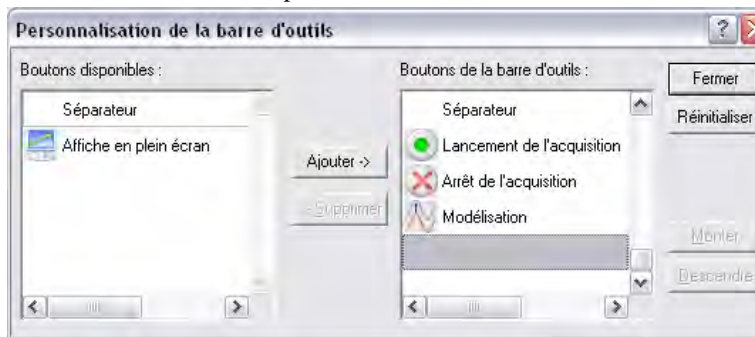 Personnalisation de la barre d'outils
Boutons disponibles :
Séparateur
Affiche en plein écran
Ajouter ->
<- Supprimer
Boutons de la barre d'outils :
Séparateur
Lancement de l'acquisition
Arrêt de l'acquisition
Modélisation
Fermer
Réinitialiser
Monter
Descendre